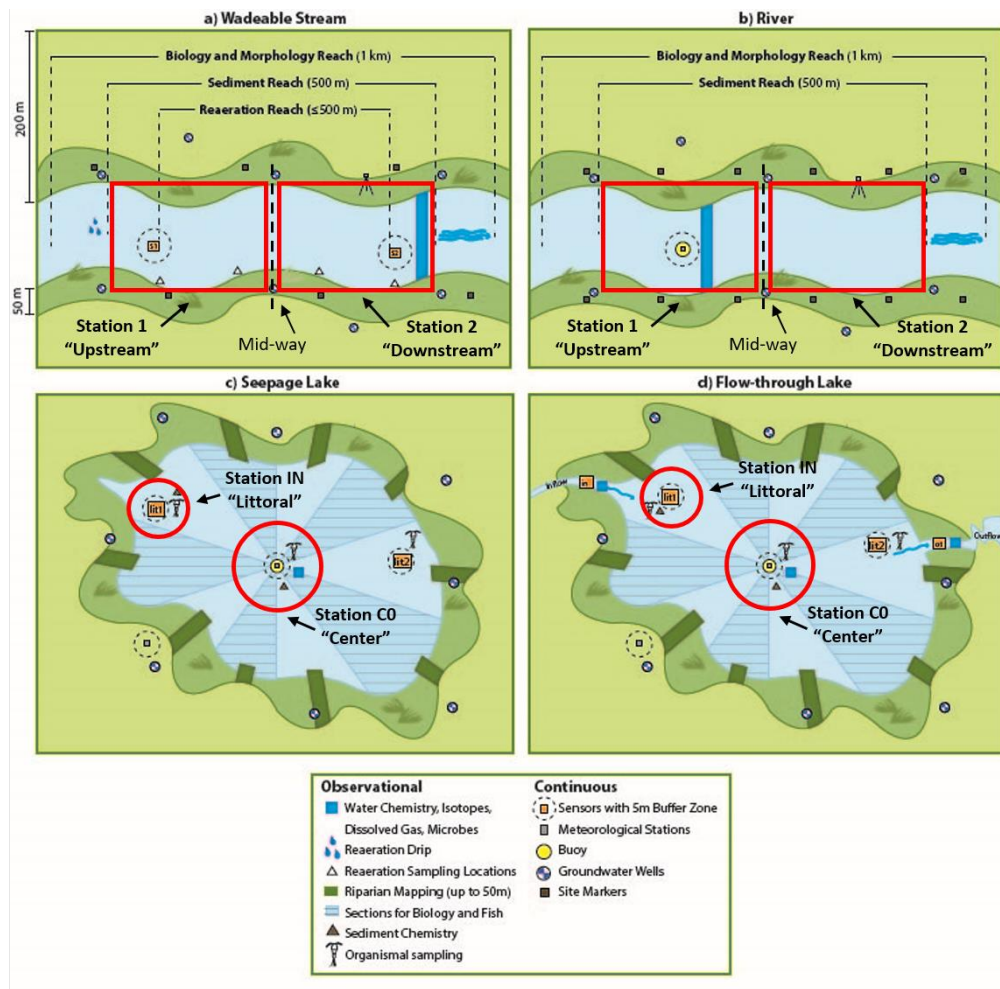 a) Wadeable Stream
Biology and Morphology Reach (1 km)
Sediment Reach (500 m)
Reaeration Reach (≤500 m)
200 m
50 m
S1
S2
Station 1
"Upstream"
Mid-way
Station 2
"Downstream"
b) River
Biology and Morphology Reach (1 km)
Sediment Reach (500 m)
Station 1
"Upstream"
Mid-way
Station 2
"Downstream"
c) Seepage Lake
Station IN
"Littoral"
lit1
lit2
Station C0
"Center"
d) Flow-through Lake
Inflow
in
Station IN
"Littoral"
lit1
lit2
Outflow
Station C0
"Center"
Observational
Water Chemistry, Isotopes,
Dissolved Gas, Microbes
Reaeration Drip
Reaeration Sampling Locations
Riparian Mapping (up to 50m)
Sections for Biology and Fish
Sediment Chemistry
Organismal sampling
Continuous
Sensors with 5m Buffer Zone
Meteorological Stations
Buoy
Groundwater Wells
Site Markers